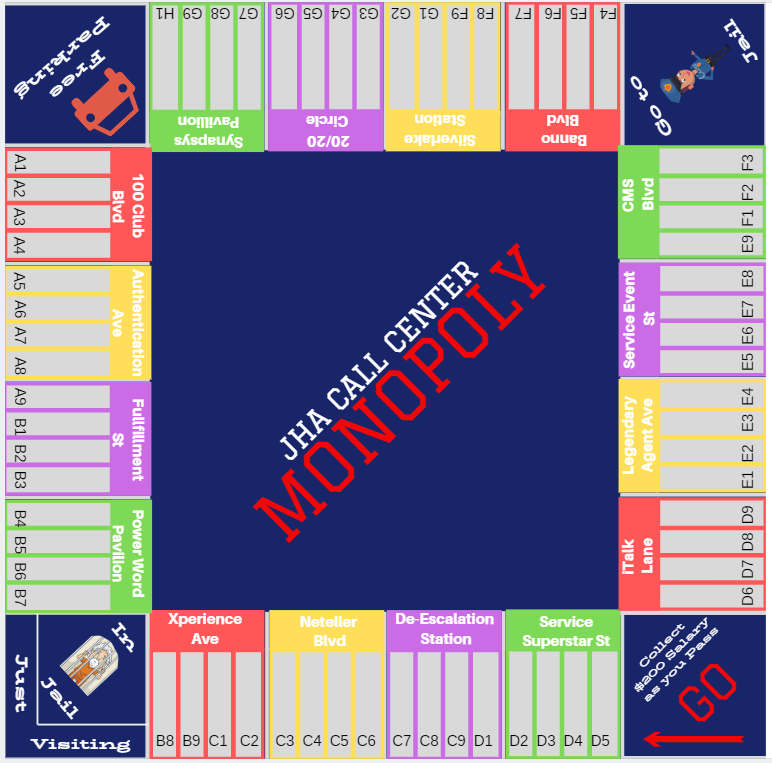 Free
Parking
H1 G9 G8 G7
Synapsys
Pavillion
G6 G5 G4 G3
20/20
Circle
G2 G1 F9 F8
Silverlake
Station
F7 F6 F5 F4
Banno
Blvd
Go to
Jail
A1
A2
A3
A4
100 Club
Blvd
A5
A6
A7
A8
Authentication
Ave
A9
B1
B2
B3
Fullfillment
St
B4
B5
B6
B7
Power Word
Pavilion
JHA CALL CENTER
MONOPOLY
CMS
Blvd
F3
F2
F1
E9
Service Event
St
E8
E7
E6
E5
Legendary
Agent Ave
E4
E3
E2
E1
iTalk
Lane
D9
D8
D7
D6
In
Jail
Just
Visiting
Xperience
Ave
B8 B9 C1 C2
Neteller
Blvd
C3 C4 C5 C6
De-Escalation
Station
C7 C8 C9 D1
Service
Superstar St
D2 D3 D4 D5
Collect
$200 Salary
as you Pass
GO